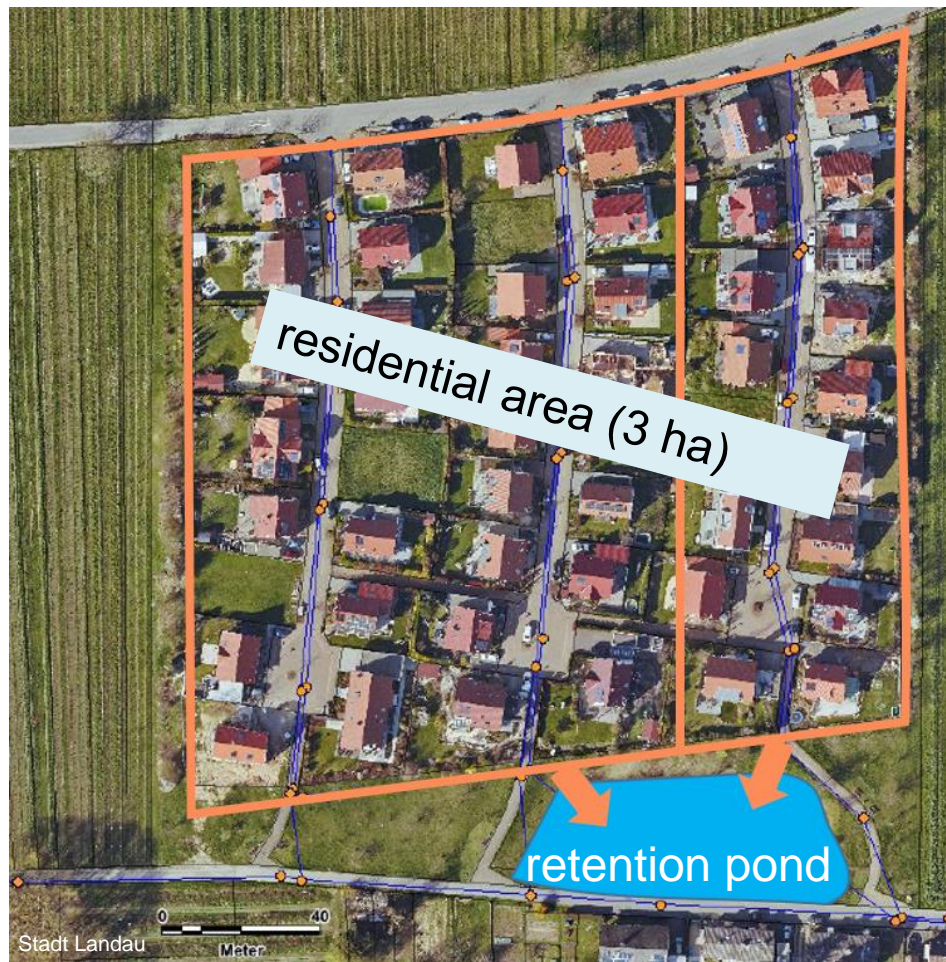 residential area (3 ha)
retention pond
0 40
Meter
Stadt Landau